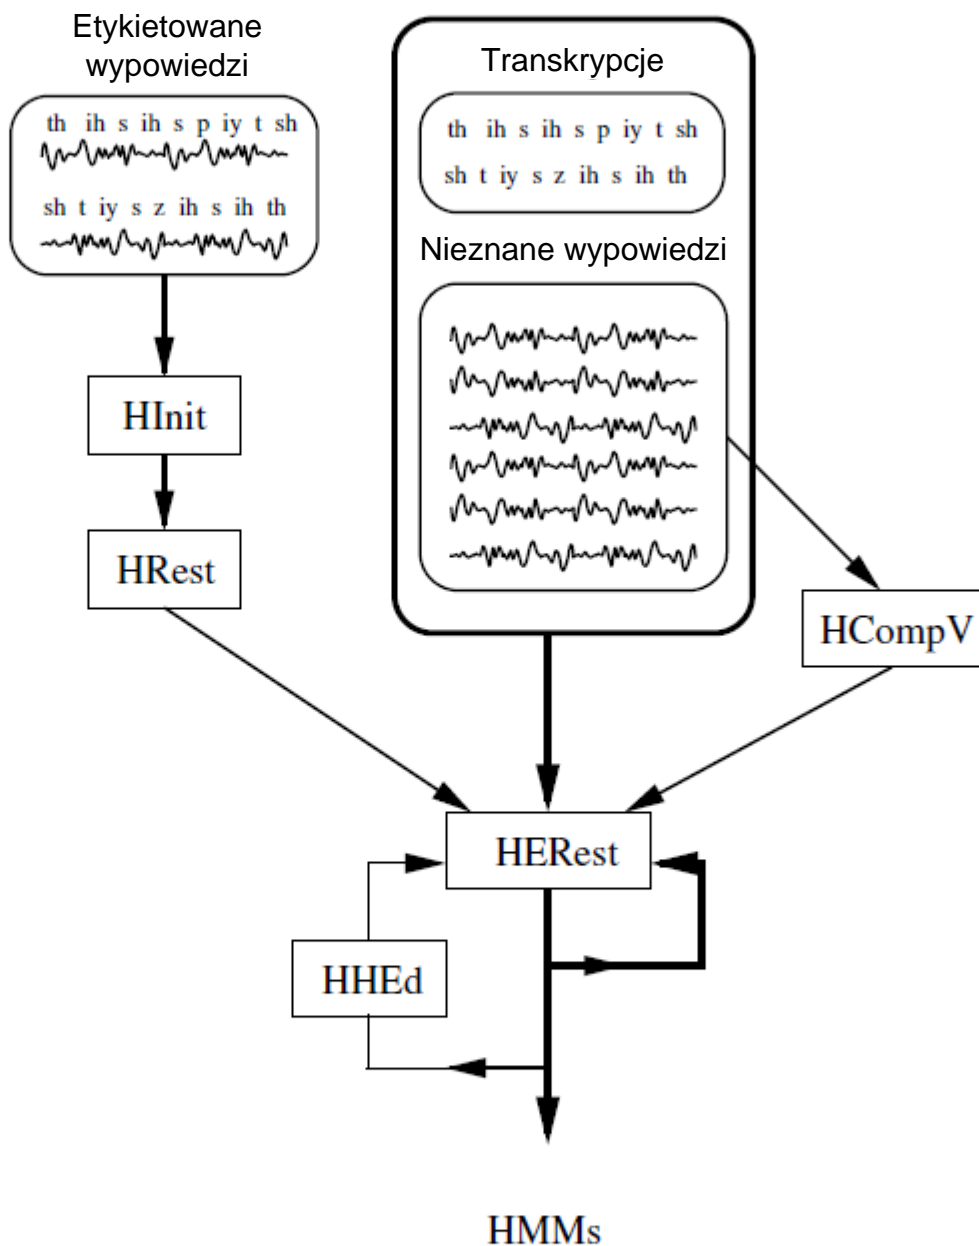 Etykietowane
wypowiedzi
th ih s ih s p iy t sh
sh t iy s z ih s ih th
Transkrypcje
th ih s ih s p iy t sh
sh t iy s z ih s ih th
Nieznane wypowiedzi
HInit
HRest
HCompV
HERest
HHEd
HMMs